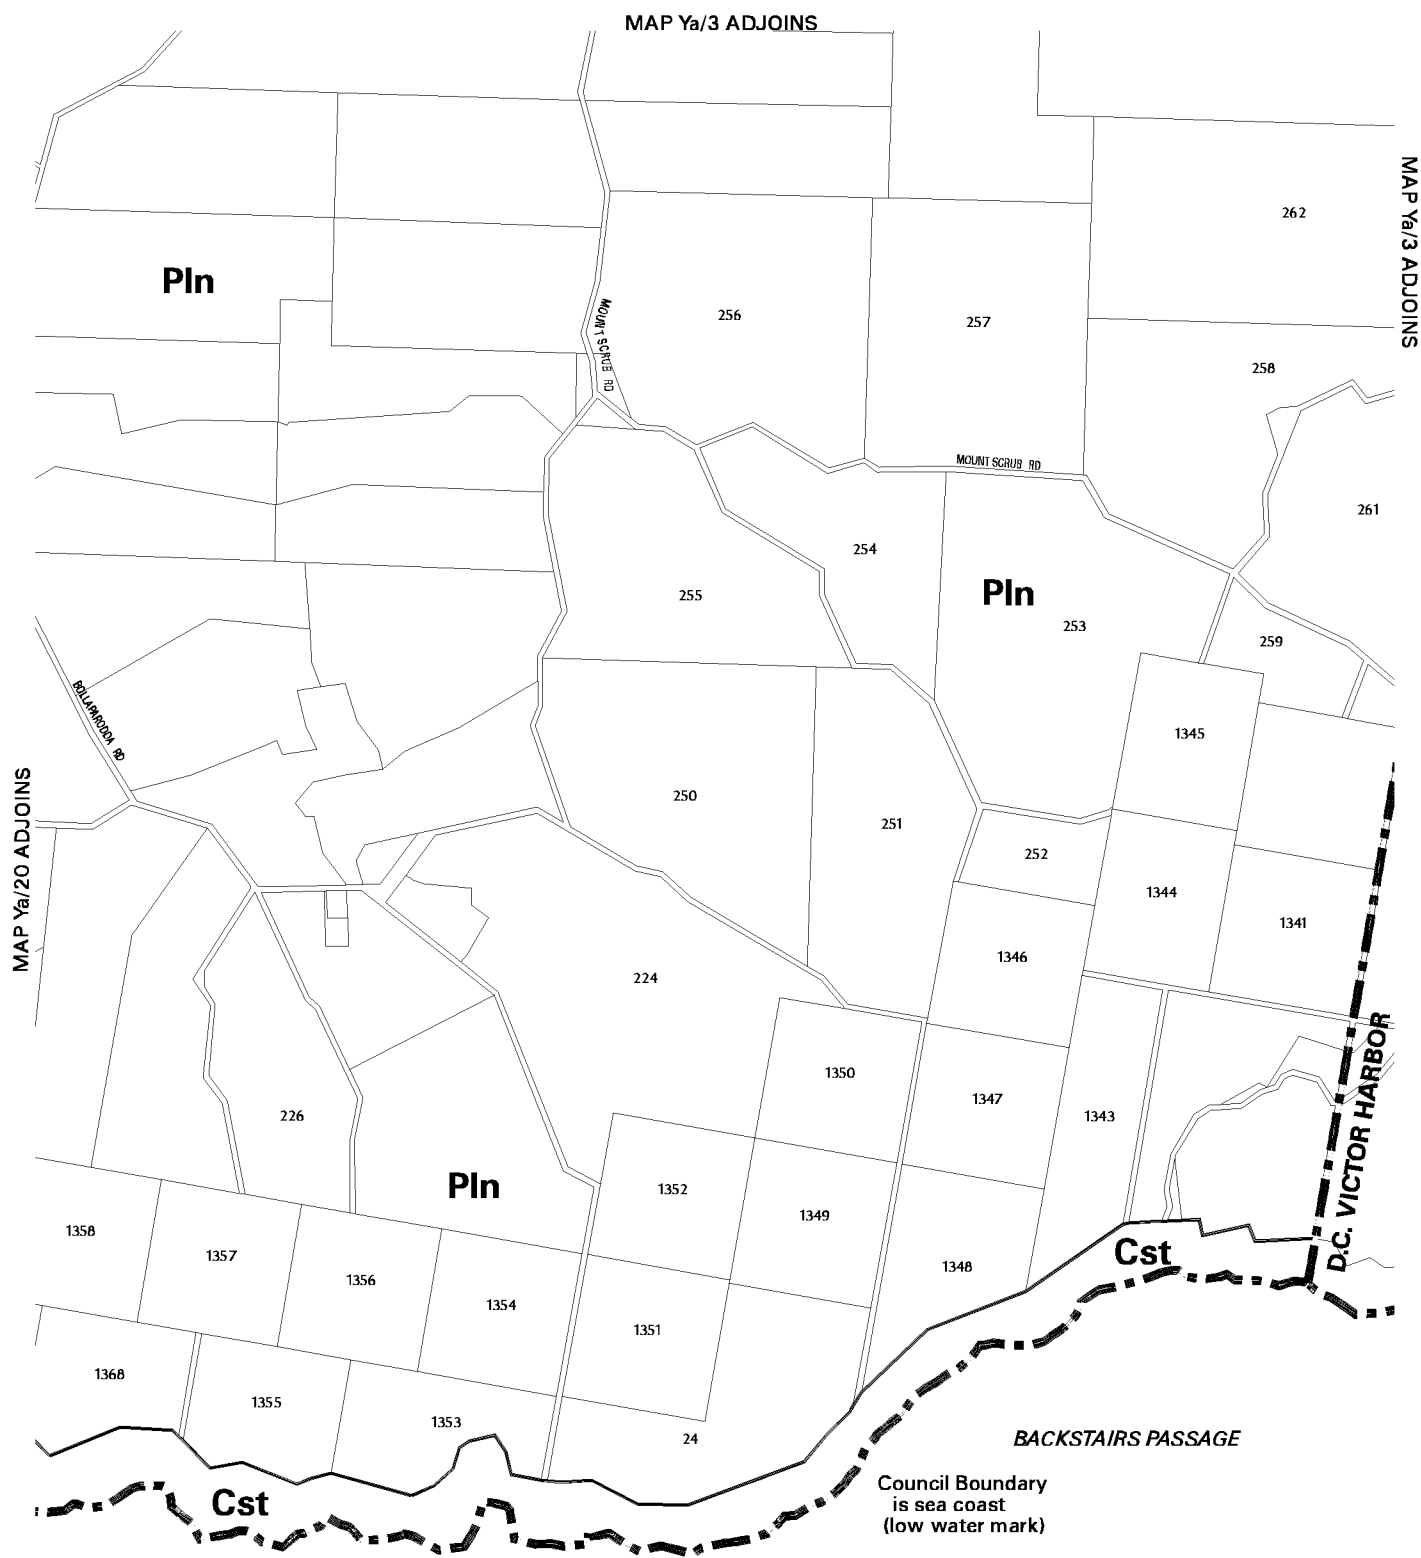 MAP Ya/3 ADJOINS
262
MAP Ya/3 ADJOINS
Pln
256
257
MOUNT SCRUB RD
258
MOUNT SCRUB RD
261
254
Pln
255
253
259
BOLLAPARUDDA RD
1345
250
251
252
MAP Ya/20 ADJOINS
1344
1341
1346
224
1350
1347
226
1343
D.C. VICTOR HARBOR
Pln
1352
1349
1358
1357
1356
1354
1348
Cst
1351
1368
1355
1353
24
BACKSTAIRS PASSAGE
Cst
Council Boundary
is sea coast
(low water mark)